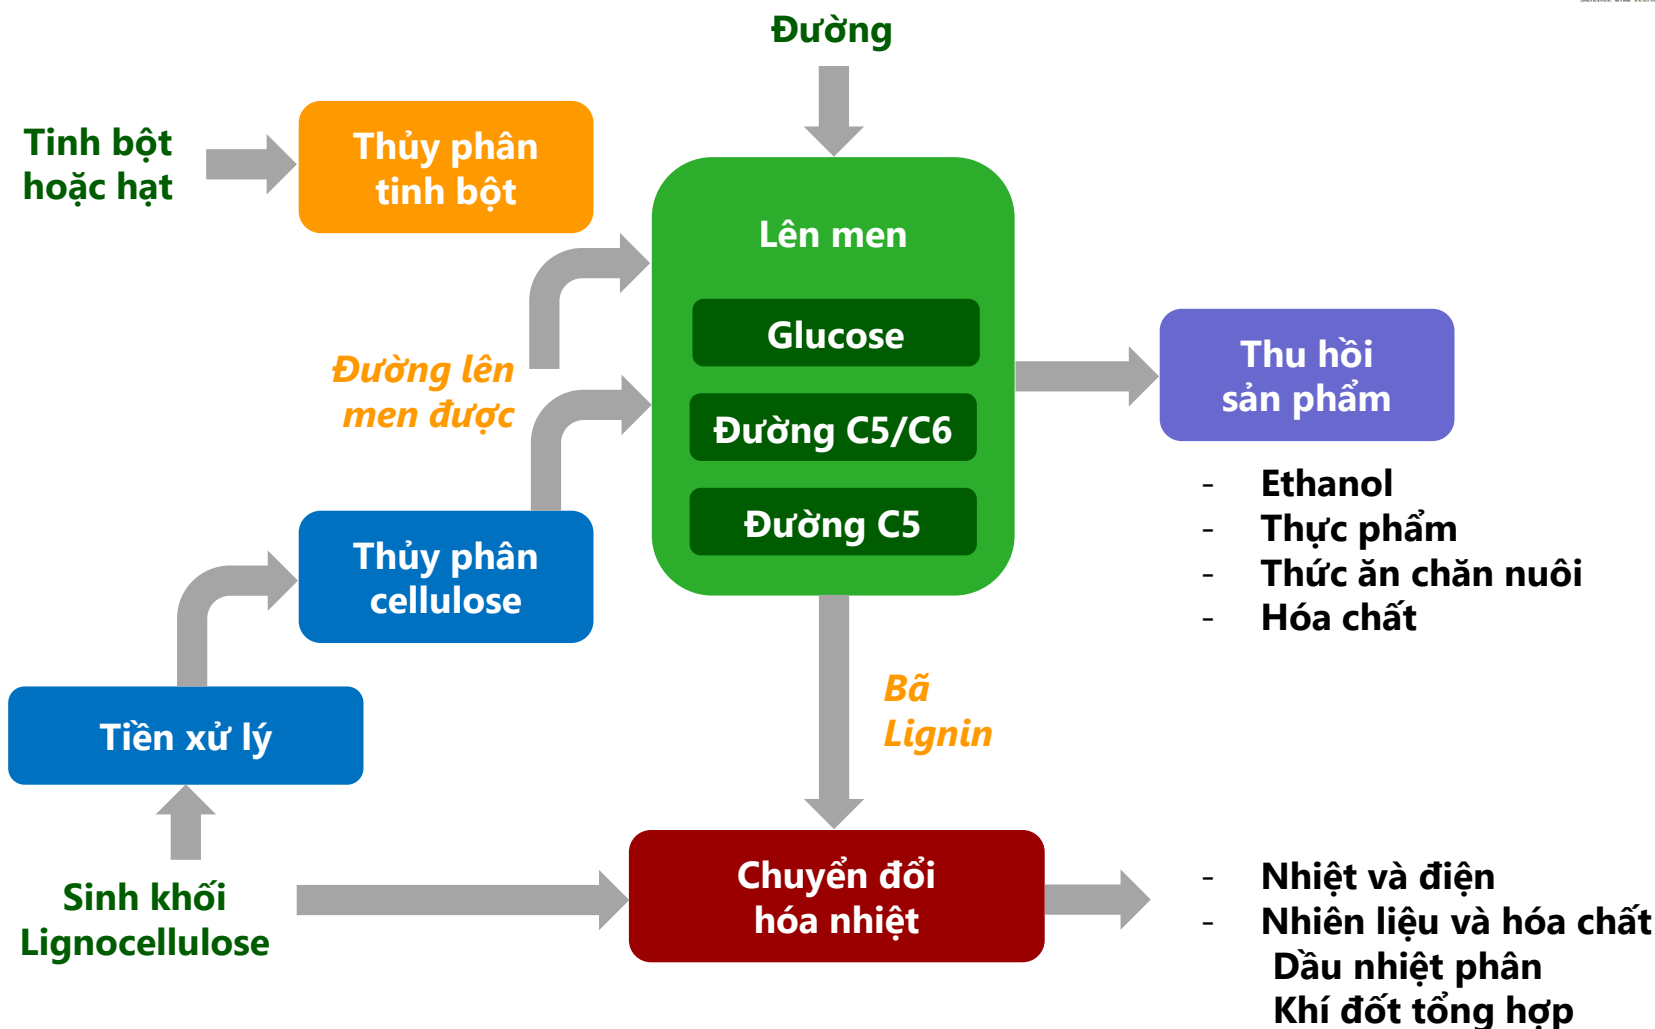 Đường
Tinh bột
hoặc hạt
Thủy phân
tinh bột
Lên men
Glucose
Đường C5/C6
Đường C5
Đường lên
men được
Thu hồi
sản phẩm
- Ethanol
- Thực phẩm
- Thức ăn chăn nuôi
- Hóa chất
Thủy phân
cellulose
Tiền xử lý
Bã
Lignin
Sinh khối
Lignocellulose
Chuyển đổi
hóa nhiệt
- Nhiệt và điện
- Nhiên liệu và hóa chất
Dầu nhiệt phân
Khí đốt tổng hợp